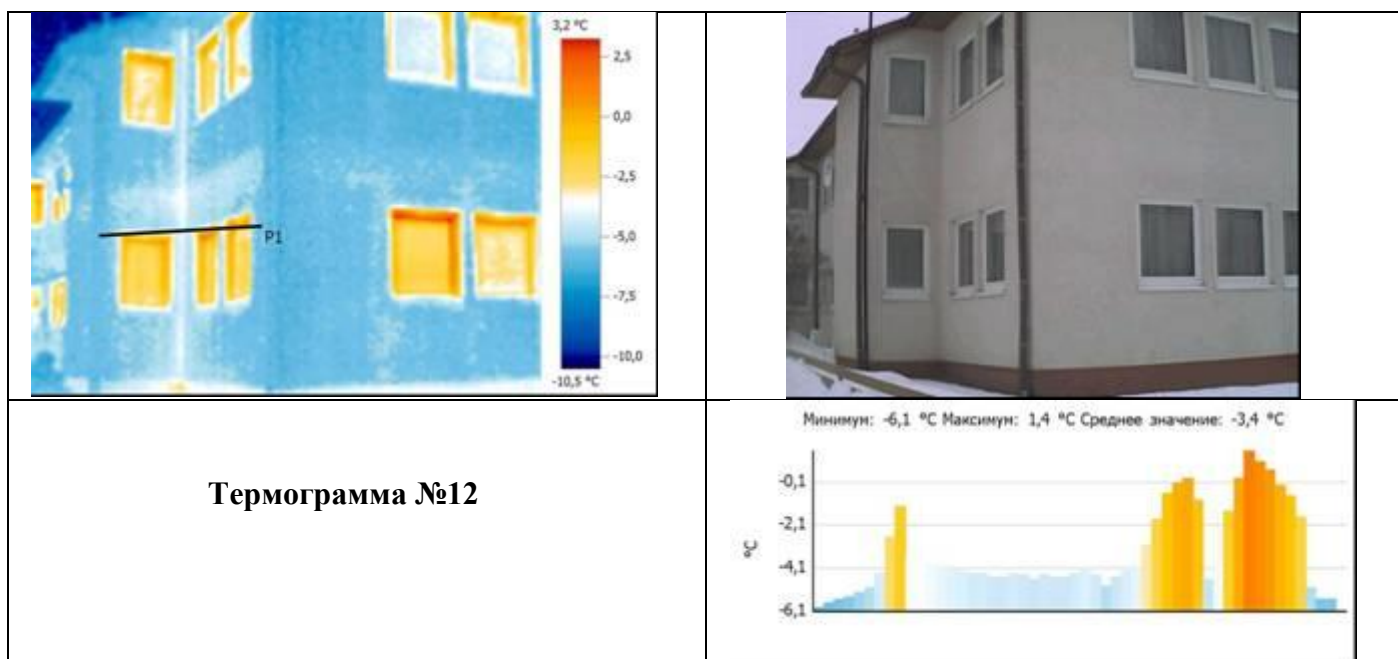 3,2 °C
2,5
0,0
-2,5
-5,0
-7,5
-10,0
-10,5 °C
P1
Термограмма №12
Минимум: -6,1 °C Максимум: 1,4 °C Среднее значение: -3,4 °C
-0,1
-2,1
-4,1
-6,1
°C